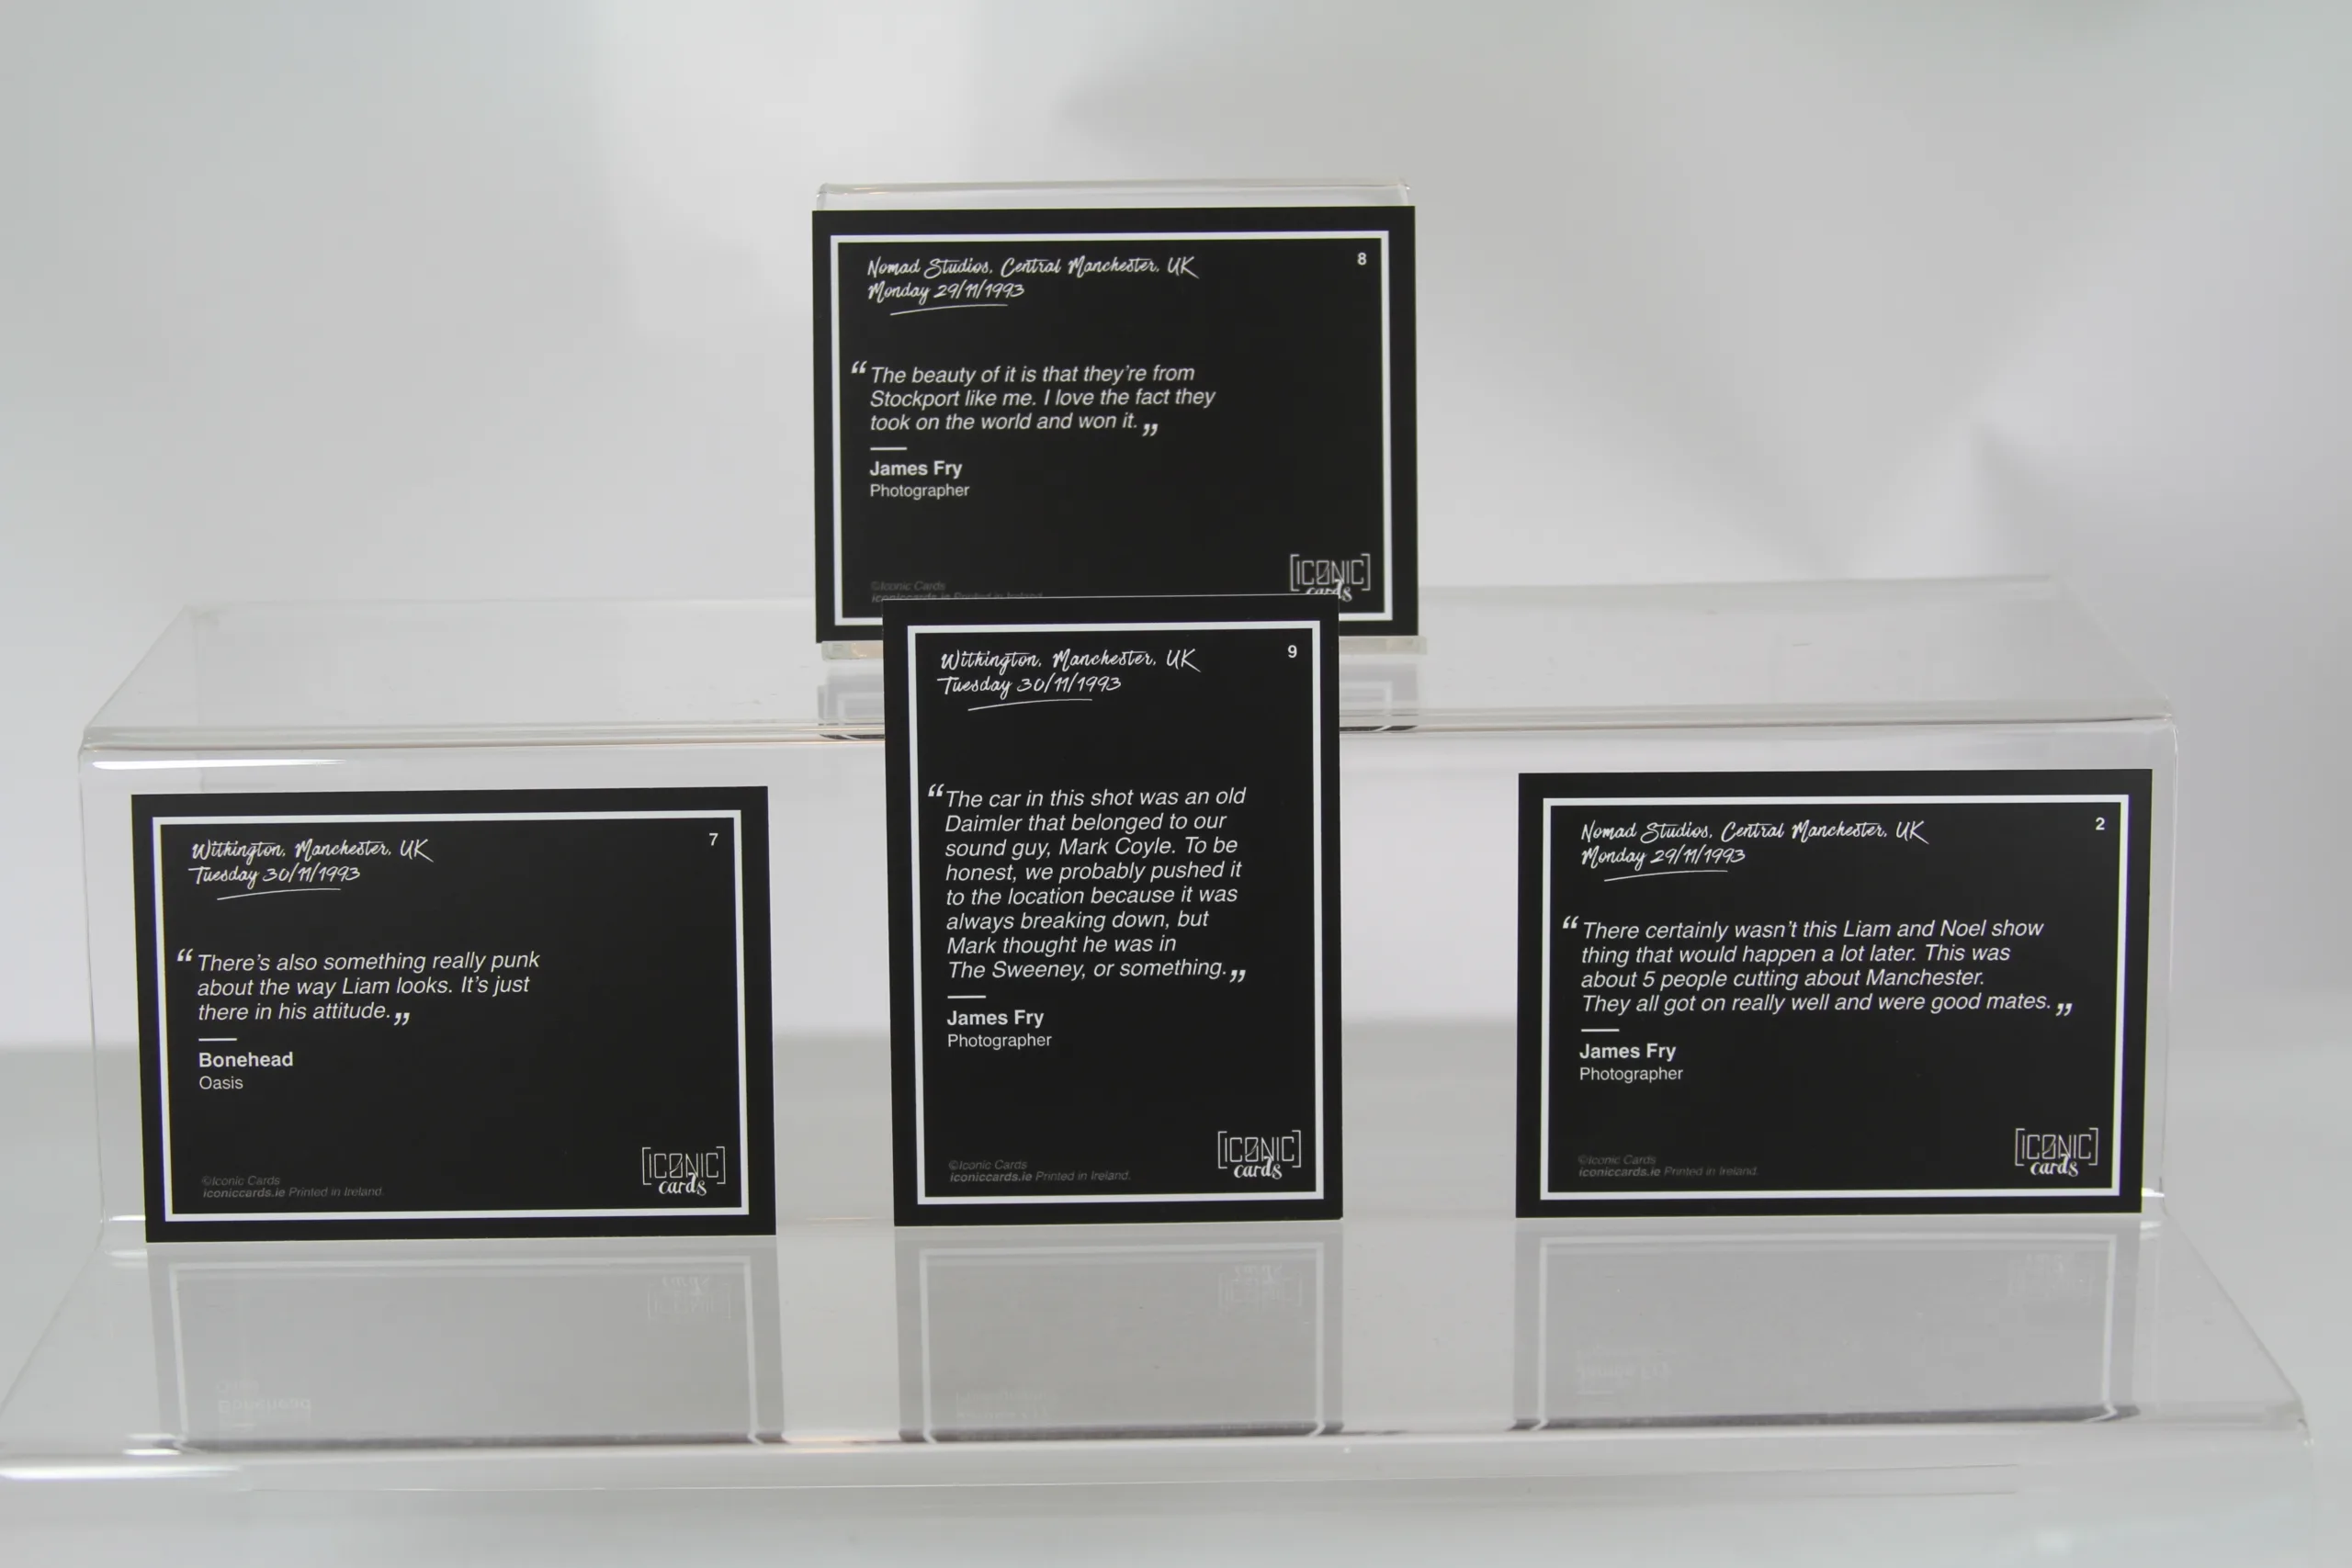 Nomad Studios, Central Manchester, UK
Monday 29/11/1993
8
“The beauty of it is that they're from
Stockport like me. I love the fact they
took on the world and won it.„
James Fry
Photographer
©Iconic Cards
iconiccards.ie Printed in Ireland.
[ICONIC]
cards
Withington, Manchester, UK
Tuesday 30/11/1993
7
“There's also something really punk
about the way Liam looks. It's just
there in his attitude.„
Bonehead
Oasis
©Iconic Cards
iconiccards.ie Printed in Ireland.
[ICONIC]
cards
Withington, Manchester, UK
Tuesday 30/11/1993
9
“The car in this shot was an old
Daimler that belonged to our
sound guy, Mark Coyle. To be
honest, we probably pushed it
to the location because it was
always breaking down, but
Mark thought he was in
The Sweeney, or something.„
James Fry
Photographer
©Iconic Cards
iconiccards.ie Printed in Ireland.
[ICONIC]
cards
Nomad Studios, Central Manchester, UK
Monday 29/11/1993
2
“There certainly wasn't this Liam and Noel show
thing that would happen a lot later. This was
about 5 people cutting about Manchester.
They all got on really well and were good mates.„
James Fry
Photographer
©Iconic Cards
iconiccards.ie Printed in Ireland.
[ICONIC]
cards